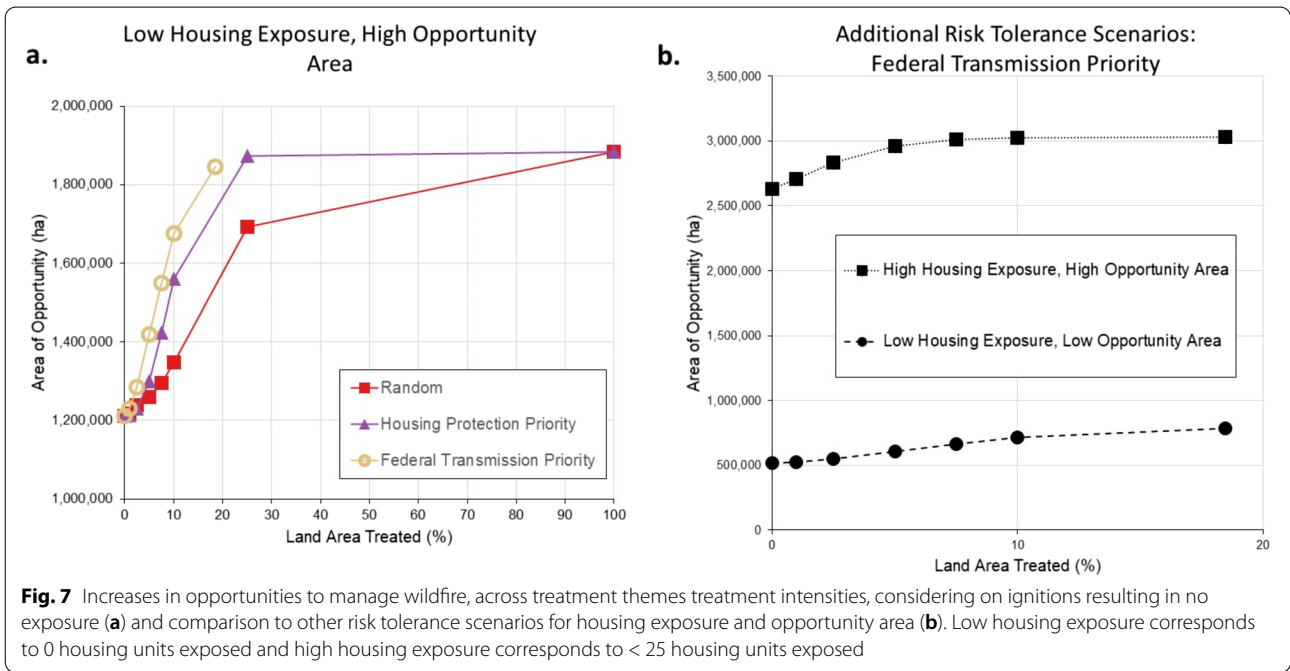 Low Housing Exposure, High Opportunity
Area
a.
2,000,000
1,800,000
1,600,000
1,400,000
1,200,000
1,000,000
Area of Opportunity (ha)
Random
Housing Protection Priority
Federal Transmission Priority
0 10 20 30 40 50 60 70 80 90 100
Land Area Treated (%)
Additional Risk Tolerance Scenarios:
Federal Transmission Priority
b.
3,500,000
3,000,000
2,500,000
2,000,000
1,500,000
1,000,000
500,000
0
Area of Opportunity (ha)
High Housing Exposure, High Opportunity Area
Low Housing Exposure, Low Opportunity Area
0 10 20
Land Area Treated (%)
Fig. 7 Increases in opportunities to manage wildfire, across treatment themes treatment intensities, considering on ignitions resulting in no
exposure (a) and comparison to other risk tolerance scenarios for housing exposure and opportunity area (b). Low housing exposure corresponds
to 0 housing units exposed and high housing exposure corresponds to < 25 housing units exposed